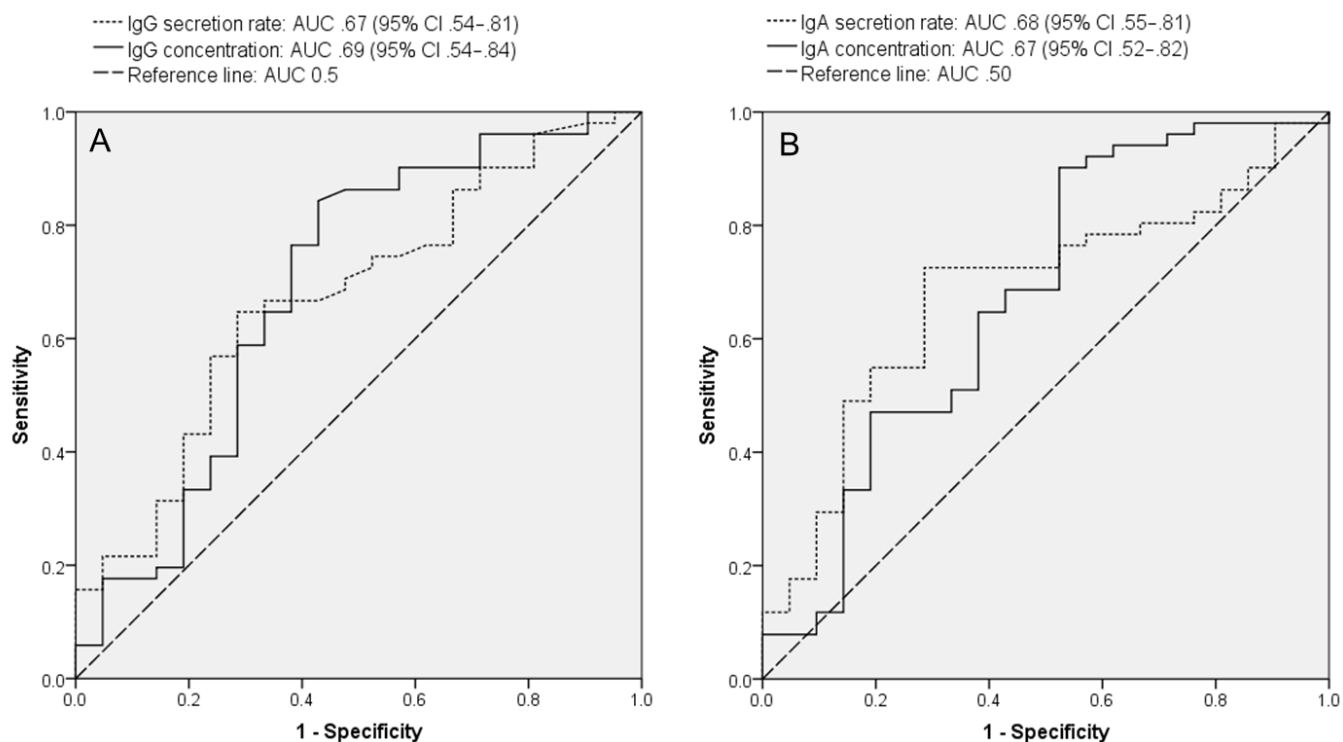 IgG secretion rate: AUC .67 (95% CI .54-.81)
IgG concentration: AUC .69 (95% CI .54-.84)
Reference line: AUC 0.5
A
1.0
0.8
0.6
0.4
0.2
0.0
Sensitivity
0.0 0.2 0.4 0.6 0.8 1.0
1 - Specificity
IgA secretion rate: AUC .68 (95% CI .55-.81)
IgA concentration: AUC .67 (95% CI .52-.82)
Reference line: AUC .50
B
1.0
0.8
0.6
0.4
0.2
0.0
Sensitivity
0.0 0.2 0.4 0.6 0.8 1.0
1 - Specificity